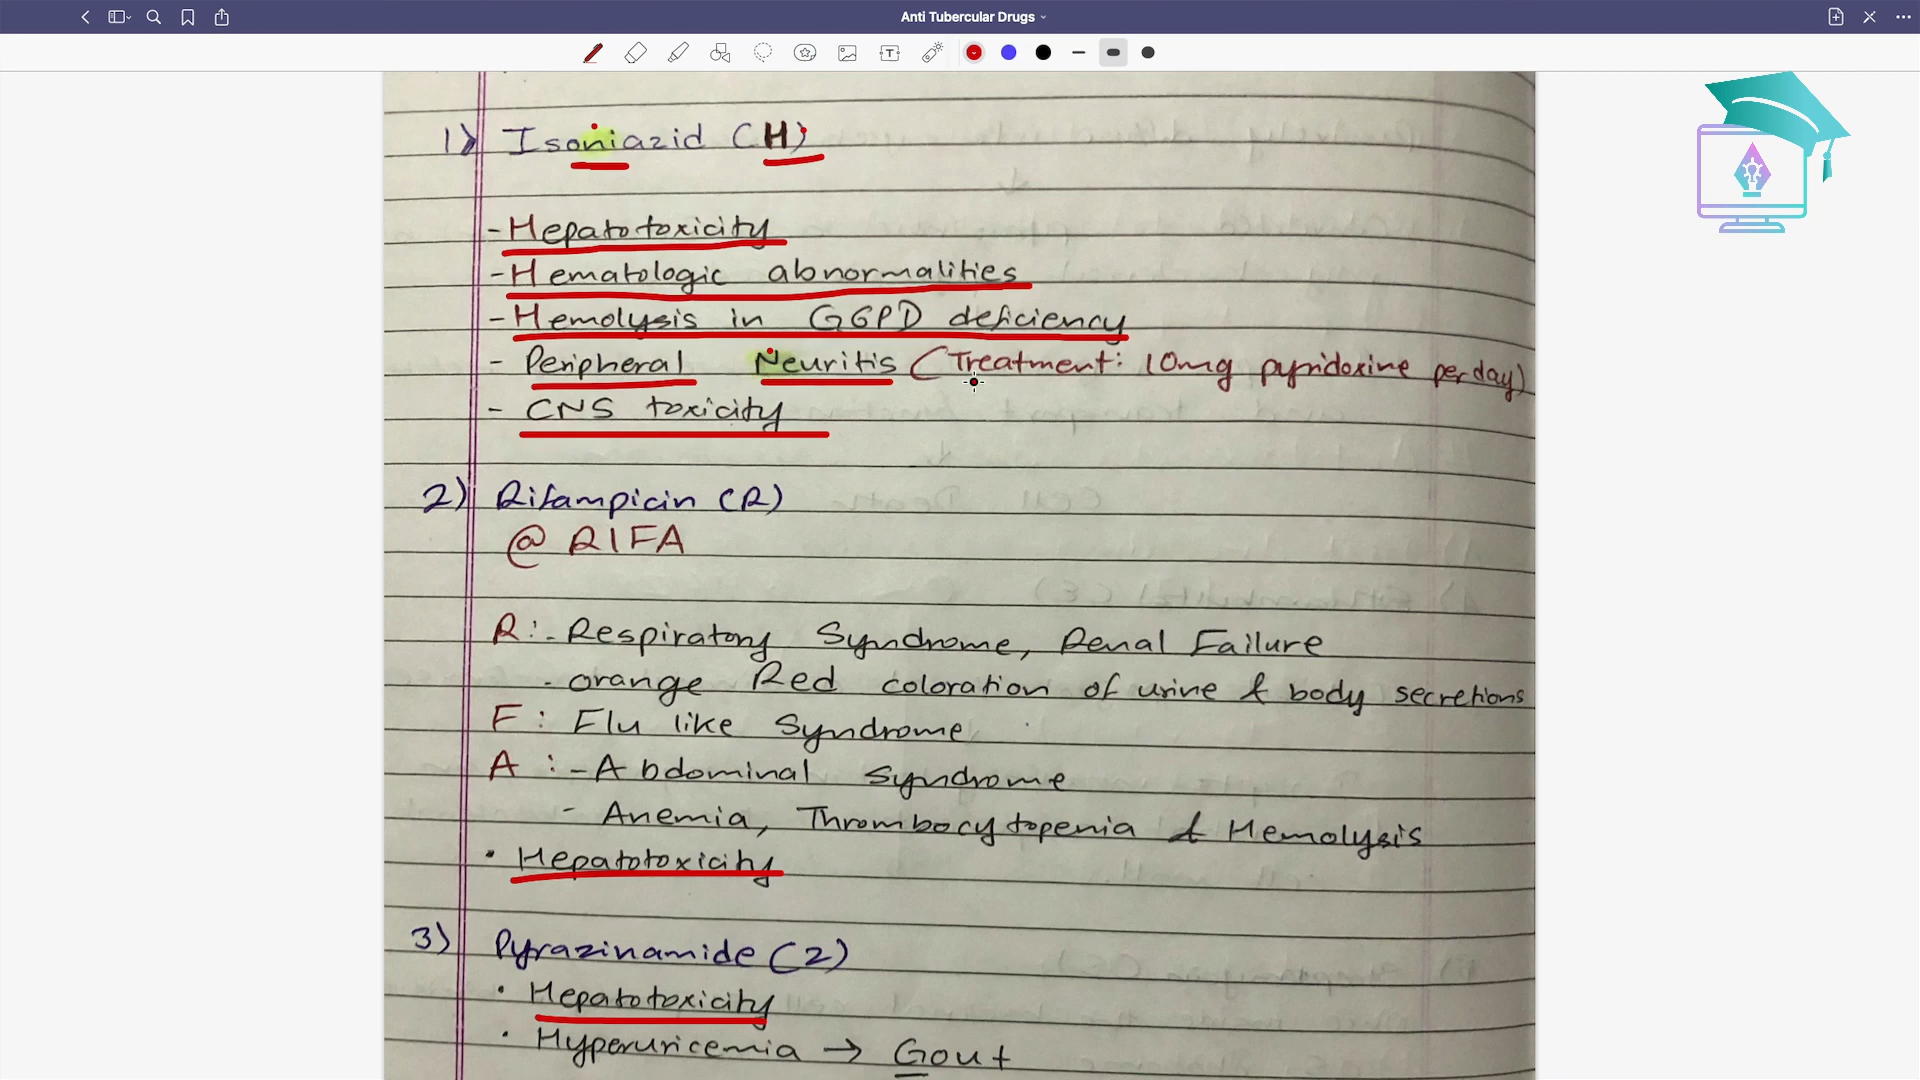 Anti Tubercular Drugs
1) Isoniazid (H)
- Hepatotoxicity
- Hematologic abnormalities
- Hemolysis in G6PD deficiency
- Peripheral Neuritis (Treatment: 10mg pyridoxine per day)
- CNS toxicity
2) Rifampicin (R)
@ RIFA
R: - Respiratory Syndrome, Renal Failure
- orange Red coloration of urine & body secretions
F: Flu like Syndrome
A: - Abdominal syndrome
- Anemia, Thrombocytopenia & Hemolysis
• Hepatotoxicity
3) Pyrazinamide (Z)
• Hepatotoxicity
• Hyperuricemia → Gout